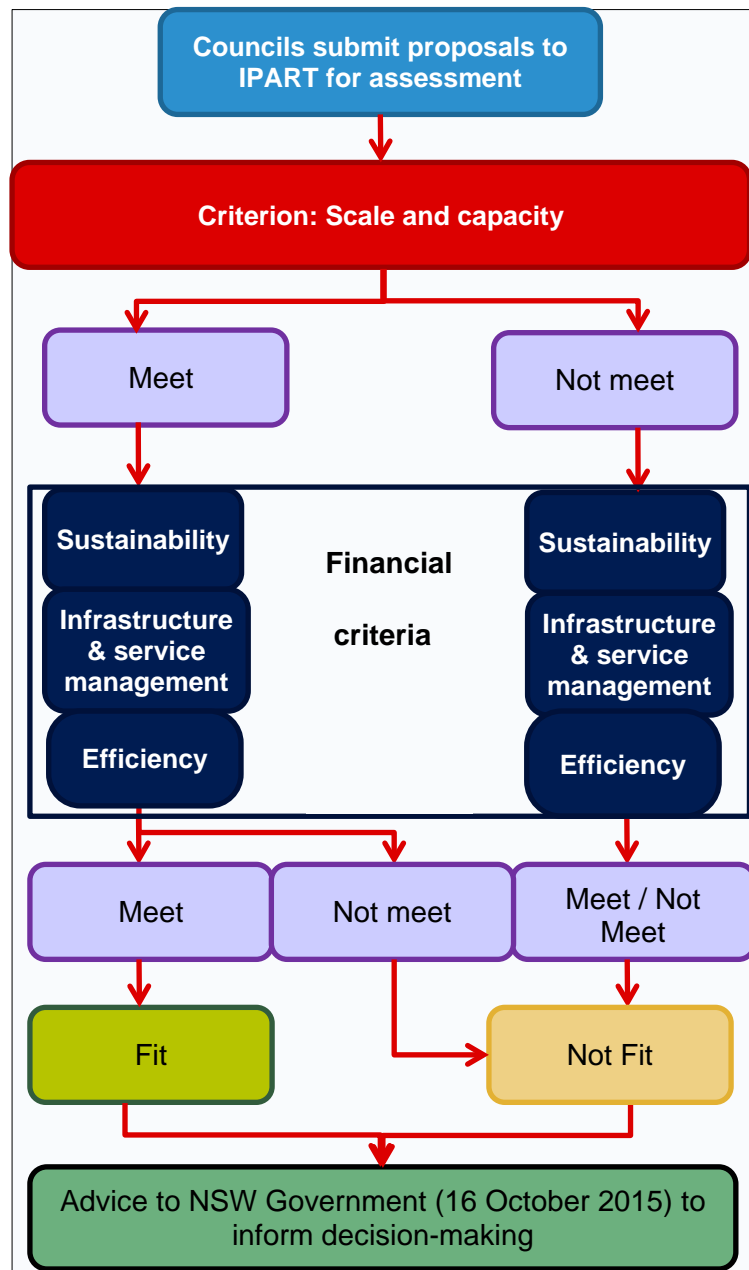 Councils submit proposals to
IPART for assessment
Criterion: Scale and capacity
Meet
Not meet
Sustainability
Infrastructure
& service
management
Efficiency
Financial
criteria
Sustainability
Infrastructure
& service
management
Efficiency
Meet
Not meet
Meet / Not
Meet
Fit
Not Fit
Advice to NSW Government (16 October 2015) to
inform decision-making